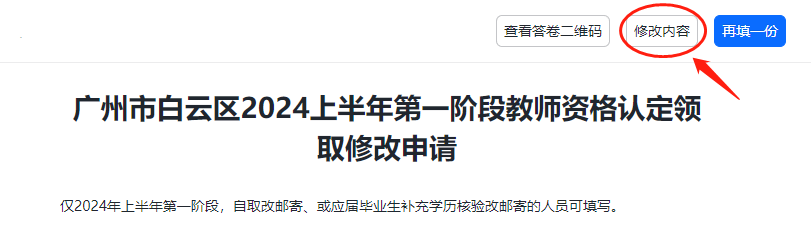 查看答卷二维码 修改内容 再填一份
广州市白云区2024上半年第一阶段教师资格认定领
取修改申请
仅2024年上半年第一阶段，自取改邮寄、或应届毕业生补充学历核验改邮寄的人员可填写。